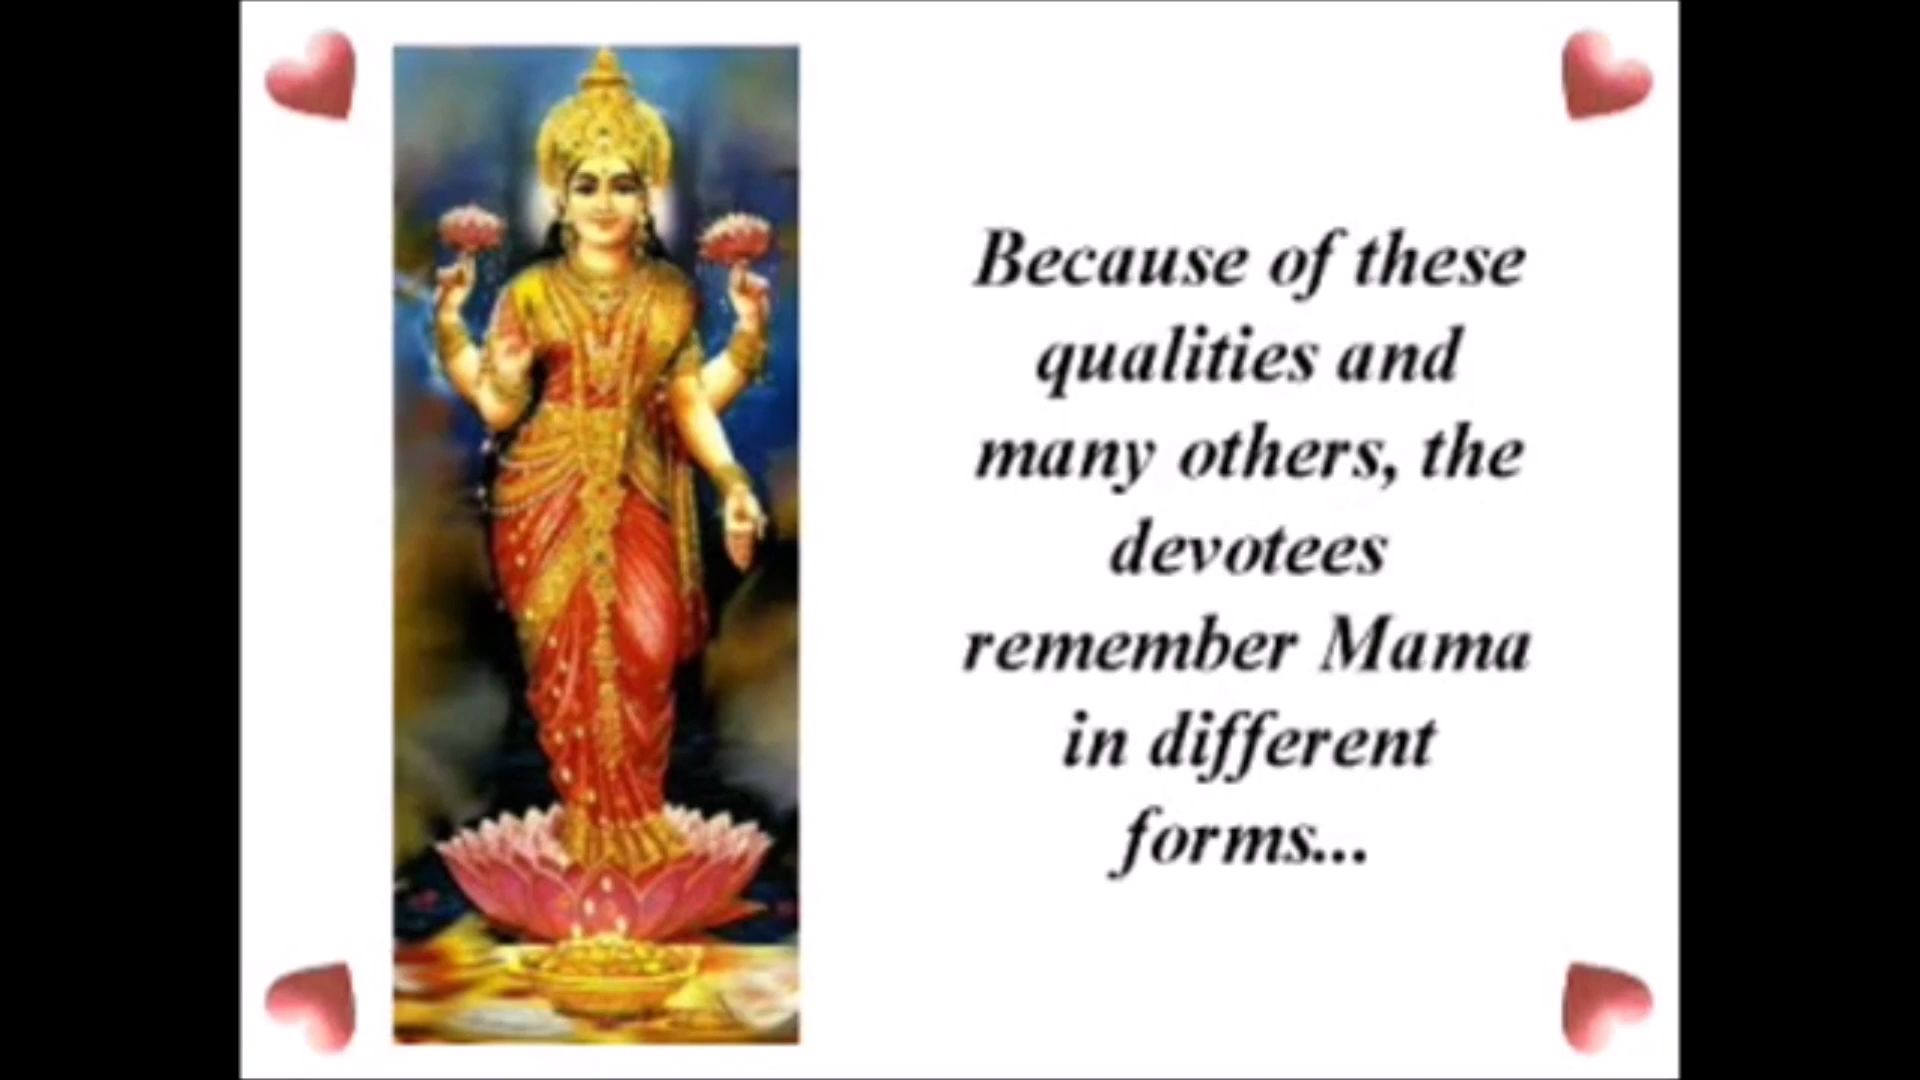 Because of these
qualities and
many others, the
devotees
remember Mama
in different
forms...